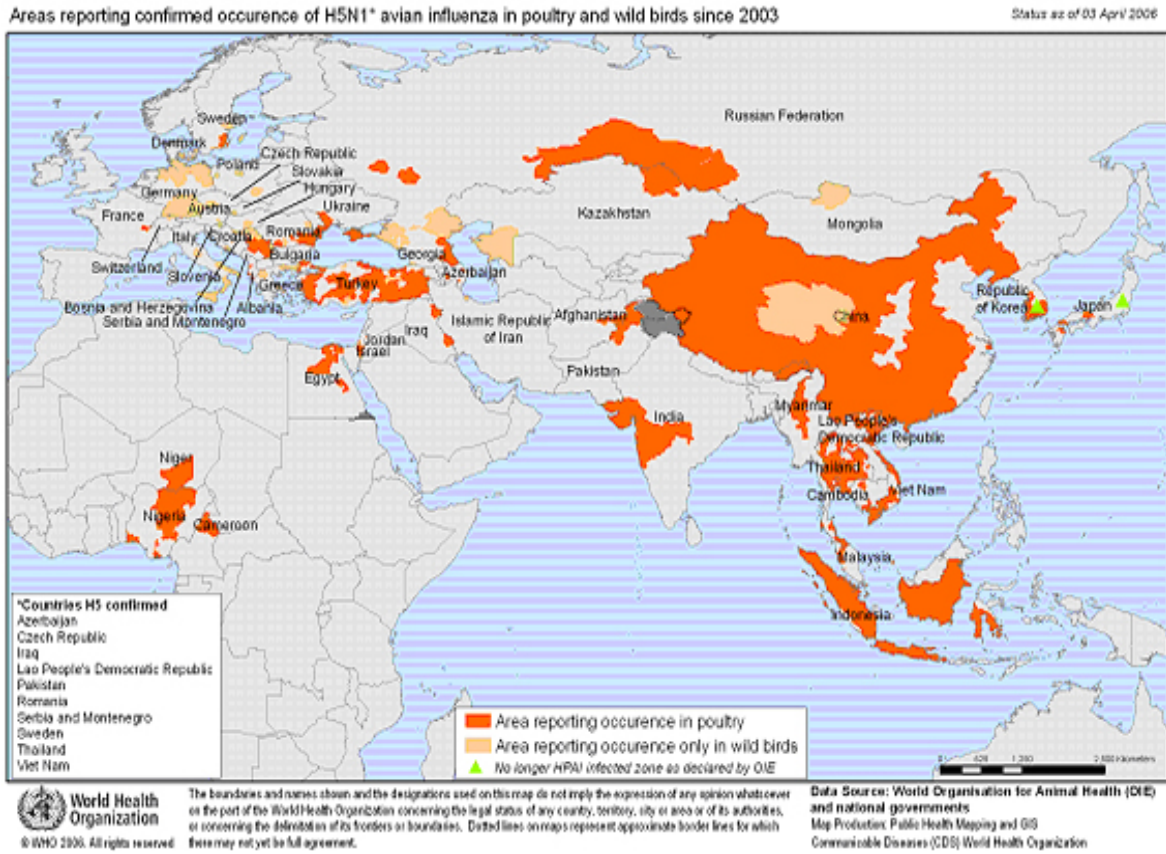 Areas reporting confirmed occurence of H5N1* avian influenza in poultry and wild birds since 2003
Status as of 03 April 2006
Russian Federation
Sweden
Denmark
Czech Republic
Poland
Slovakia
Germany
Hungary
Austria
Ukraine
France
Kazakhstan
Mongolia
Italy
Croatia
Romania
Bulgaria
Georgia
Switzerland
Slovenia
Azerbaijan
Greece
Turkey
Republic
of Korea
Japan
Bosnia and Herzegovina
Albania
Serbia and Montenegro
Afghanistan
China
Islamic Republic
of Iran
Iraq
Jordan
Israel
Pakistan
Egypt
India
Myanmar
Lao People's
Democratic Republic
Niger
Thailand
Cambodia
Viet Nam
Nigeria
Cameroon
Malaysia
Indonesia
*Countries H5 confirmed
Azerbaijan
Czech Republic
Iraq
Lao People's Democratic Republic
Pakistan
Romania
Serbia and Montenegro
Sweden
Thailand
Viet Nam
Area reporting occurence in poultry
Area reporting occurence only in wild birds
No longer HPAI infected zone as declared by OIE
Kilometers
World Health
Organization
© WHO 2006. All rights reserved
The boundaries and names shown and the designations used on this map do not imply the expression of any opinion whatsoever
on the part of the World Health Organization concerning the legal status of any country, territory, city or area or of its authorities,
or concerning the delimitation of its frontiers or boundaries. Dotted lines on maps represent approximate border lines for which
there may not yet be full agreement.
Data Source: World Organisation for Animal Health (OIE)
and national governments
Map Production: Public Health Mapping and GIS
Communicable Diseases (CDS) World Health Organization